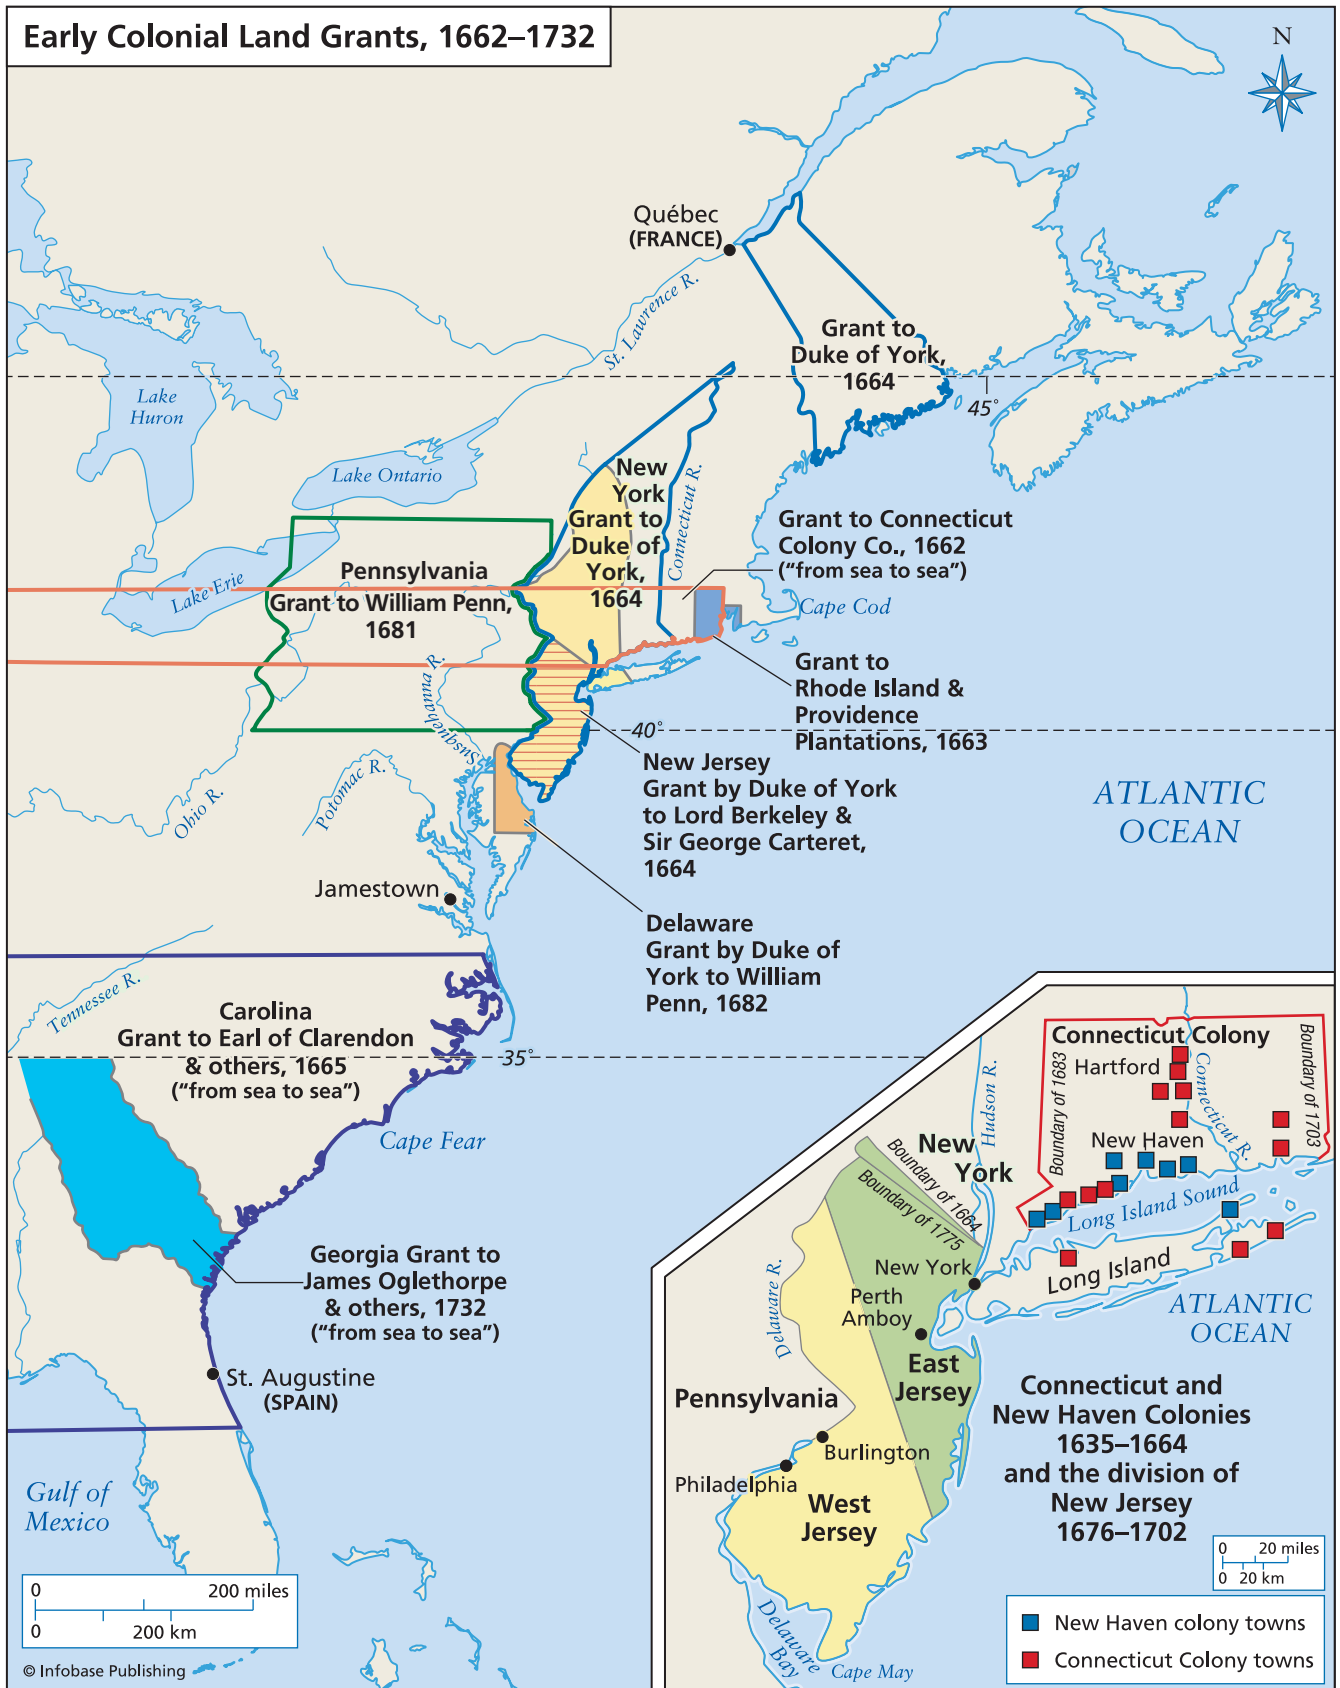 Early Colonial Land Grants, 1662–1732
N
Québec
(FRANCE)
St. Lawrence R.
Grant to
Duke of York,
1664
45°
Lake
Huron
Lake Ontario
Lake Erie
New
York
Grant to
Duke of
York,
1664
Connecticut R.
Grant to Connecticut
Colony Co., 1662
(“from sea to sea”)
Cape Cod
Pennsylvania
Grant to William Penn,
1681
Grant to
Rhode Island &
Providence
Plantations, 1663
Susquehanna R.
40°
New Jersey
Grant by Duke of York
to Lord Berkeley &
Sir George Carteret,
1664
ATLANTIC
OCEAN
Ohio R.
Potomac R.
Jamestown
Delaware
Grant by Duke of
York to William
Penn, 1682
Tennessee R.
Carolina
Grant to Earl of Clarendon
& others, 1665
(“from sea to sea”)
35°
Cape Fear
Georgia Grant to
James Oglethorpe
& others, 1732
(“from sea to sea”)
St. Augustine
(SPAIN)
Gulf of
Mexico
0 200 miles
0 200 km
© Infobase Publishing
Connecticut Colony
Hartford
Boundary of 1683
Connecticut R.
Boundary of 1703
New Haven
Hudson R.
New
York
Boundary of 1664
Boundary of 1775
Long Island Sound
Long Island
New York
Perth
Amboy
Delaware R.
East
Jersey
ATLANTIC
OCEAN
Pennsylvania
Burlington
Philadelphia
West
Jersey
Connecticut and
New Haven Colonies
1635–1664
and the division of
New Jersey
1676–1702
0 20 miles
0 20 km
Delaware
Bay
Cape May
New Haven colony towns
Connecticut Colony towns